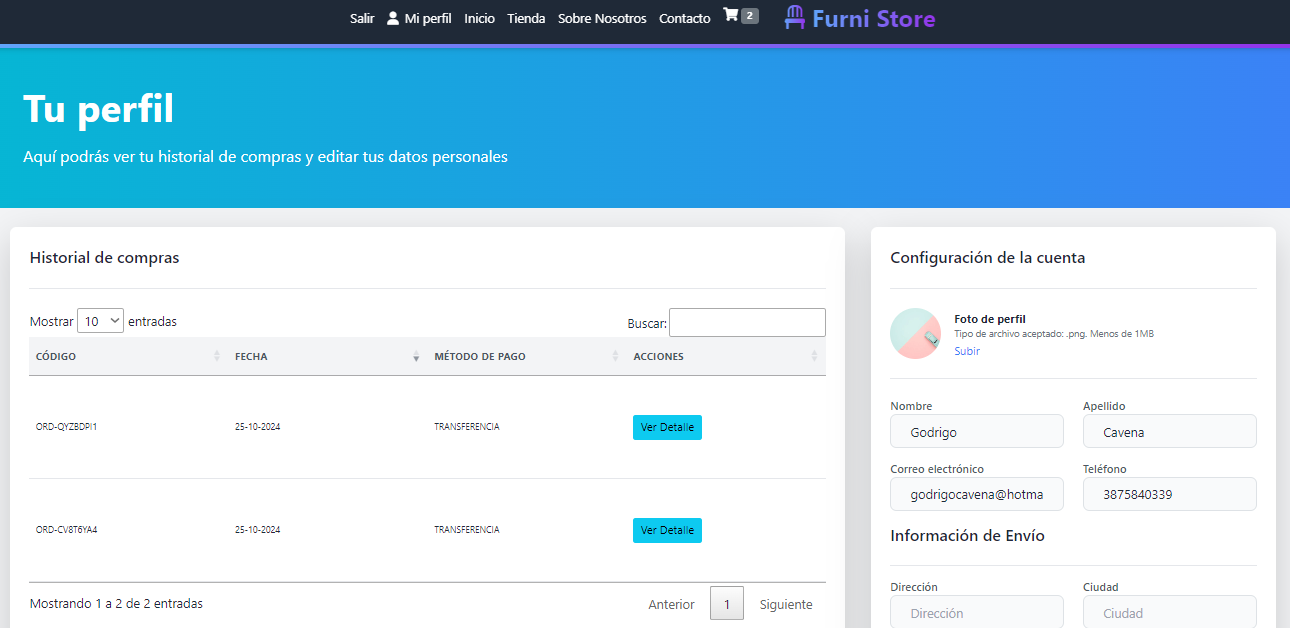 Salir Mi perfil Inicio Tienda Sobre Nosotros Contacto 2 Furni Store
Tu perfil
Aquí podrás ver tu historial de compras y editar tus datos personales
Historial de compras
Mostrar 10 entradas
Buscar:
CÓDIGO FECHA MÉTODO DE PAGO ACCIONES
ORD-QYZBDPI1 25-10-2024 TRANSFERENCIA Ver Detalle
ORD-CV8T6YA4 25-10-2024 TRANSFERENCIA Ver Detalle
Mostrando 1 a 2 de 2 entradas
Anterior 1 Siguiente
Configuración de la cuenta
Foto de perfil
Tipo de archivo aceptado: .png. Menos de 1MB
Subir
Nombre Apellido
Godrigo Cavena
Correo electrónico Teléfono
godrigocavena@hotma 3875840339
Información de Envío
Dirección Ciudad
Dirección Ciudad